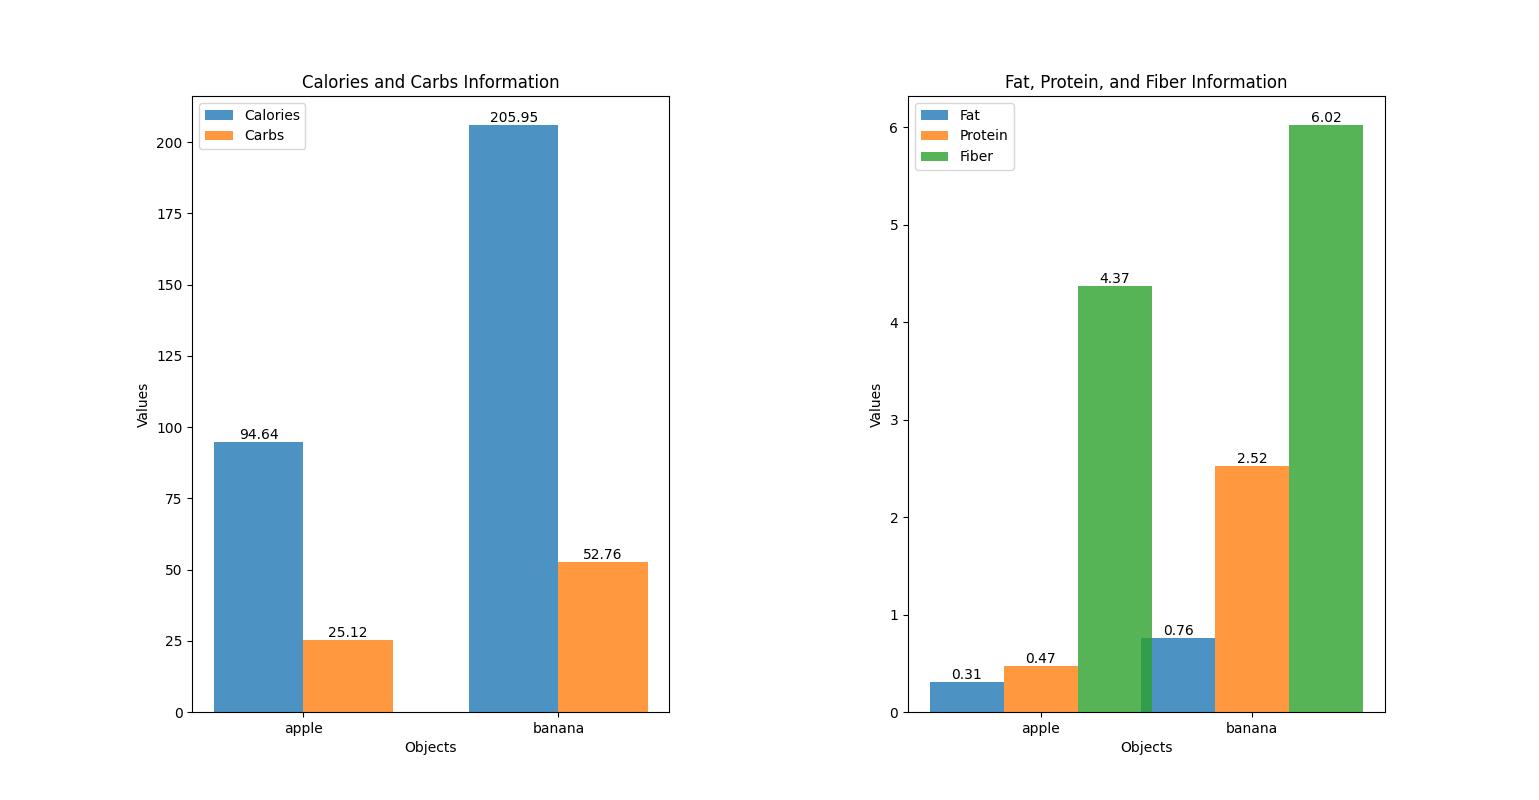 Calories and Carbs Information
Calories
Carbs
205.95
94.64
52.76
25.12
200
175
150
125
100
75
50
25
0
Values
apple
banana
Objects
Fat, Protein, and Fiber Information
Fat
Protein
Fiber
6.02
4.37
2.52
0.76
0.47
0.31
6
5
4
3
2
1
0
Values
apple
banana
Objects